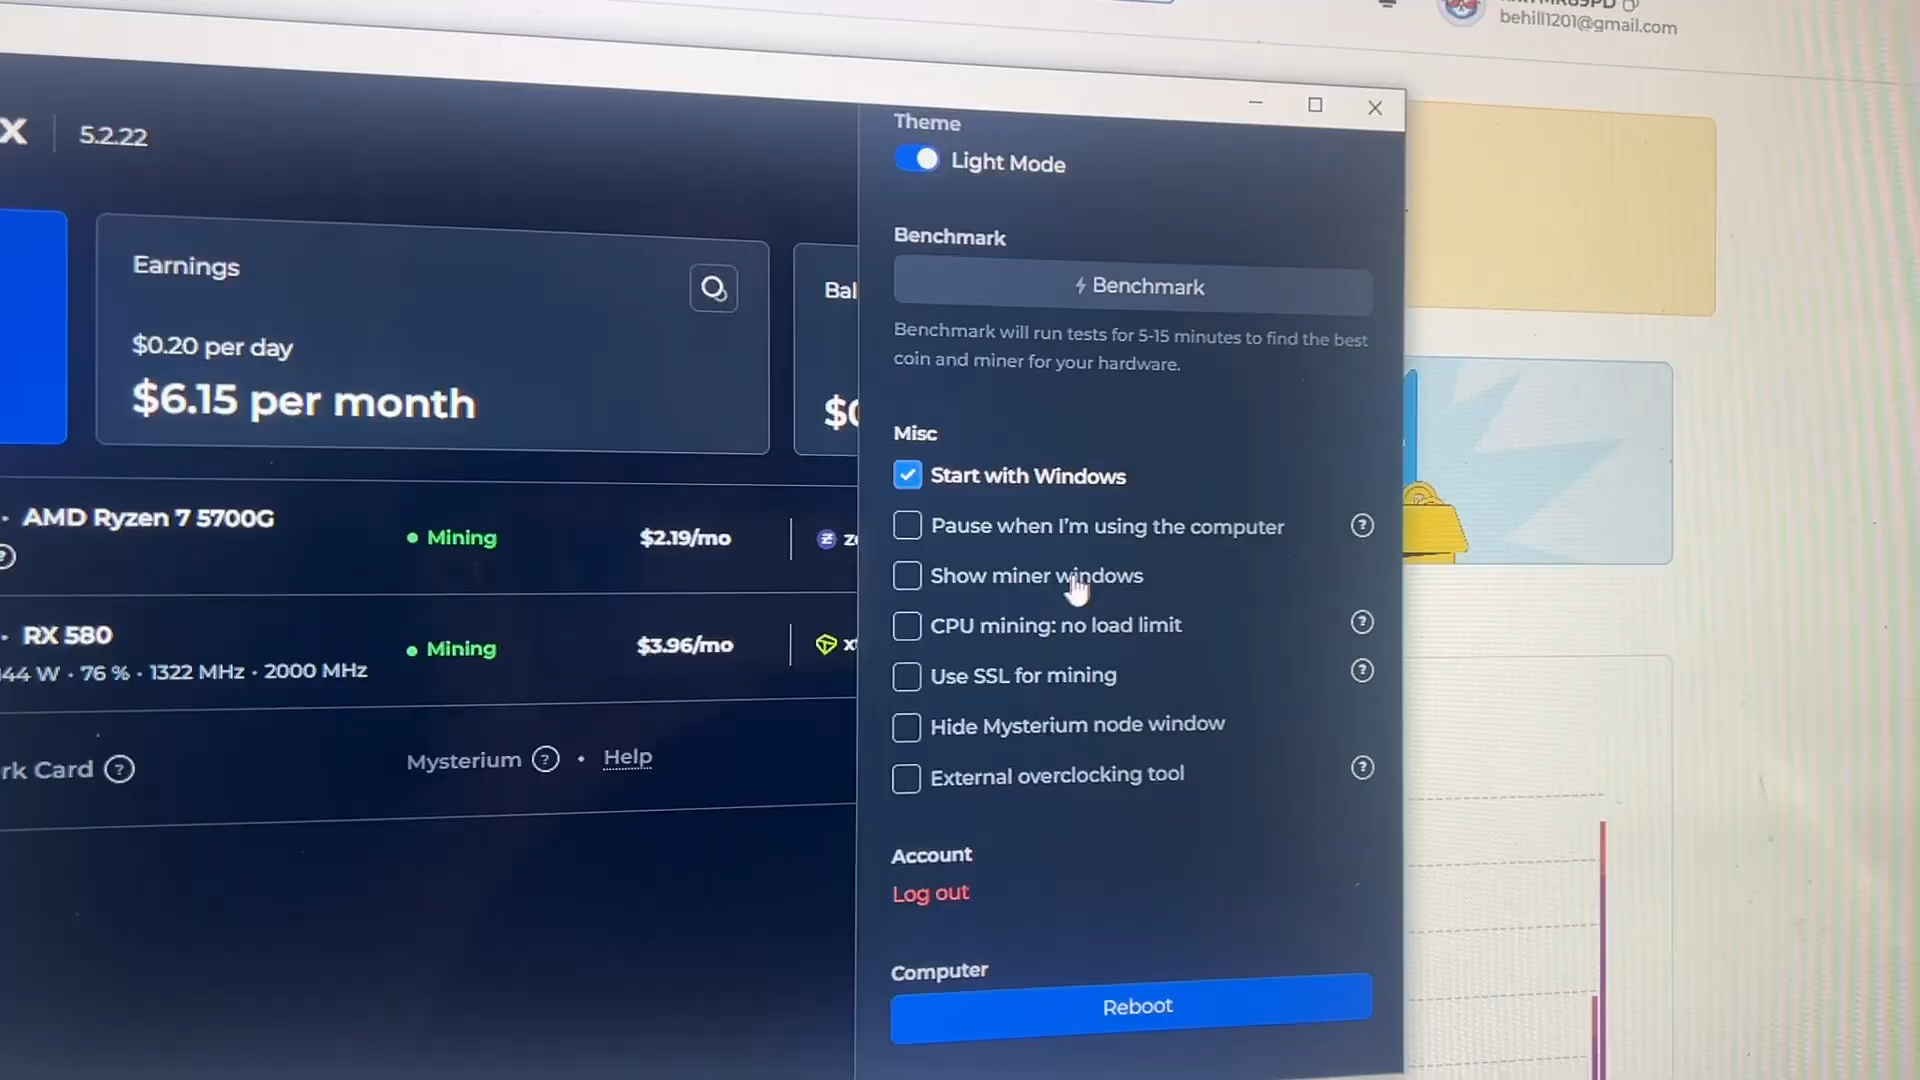 behill1201@gmail.com
X 5.2.22
Theme
Light Mode
Benchmark
Benchmark
Benchmark will run tests for 5-15 minutes to find the best
coin and miner for your hardware.
Earnings
$0.20 per day
$6.15 per month
Bal
Misc
Start with Windows
Pause when I'm using the computer
Show miner windows
CPU mining: no load limit
Use SSL for mining
Hide Mysterium node window
External overclocking tool
AMD Ryzen 7 5700G
Mining
$2.19/mo
RX 580
44 W · 76 % · 1322 MHz · 2000 MHz
Mining
$3.96/mo
rk Card
Mysterium
Help
Account
Log out
Computer
Reboot